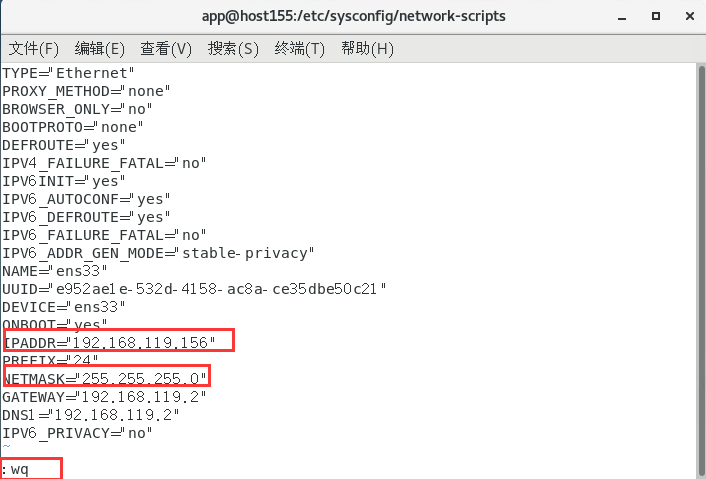 app@host155:/etc/sysconfig/network-scripts
文件(F) 编辑(E) 查看(V) 搜索(S) 终端(T) 帮助(H)
TYPE="Ethernet"
PROXY_METHOD="none"
BROWSER_ONLY="no"
BOOTPROTO="none"
DEFROUTE="yes"
IPV4_FAILURE_FATAL="no"
IPV6INIT="yes"
IPV6_AUTOCONF="yes"
IPV6_DEFROUTE="yes"
IPV6_FAILURE_FATAL="no"
IPV6_ADDR_GEN_MODE="stable-privacy"
NAME="ens33"
UUID="e952ae1e-532d-4158-ac8a-ce35dbe50c21"
DEVICE="ens33"
ONBOOT="yes"
IPADDR="192.168.119.156"
PREFIX="24"
NETMASK="255.255.255.0"
GATEWAY="192.168.119.2"
DNS1="192.168.119.2"
IPV6_PRIVACY="no"
~
:wq